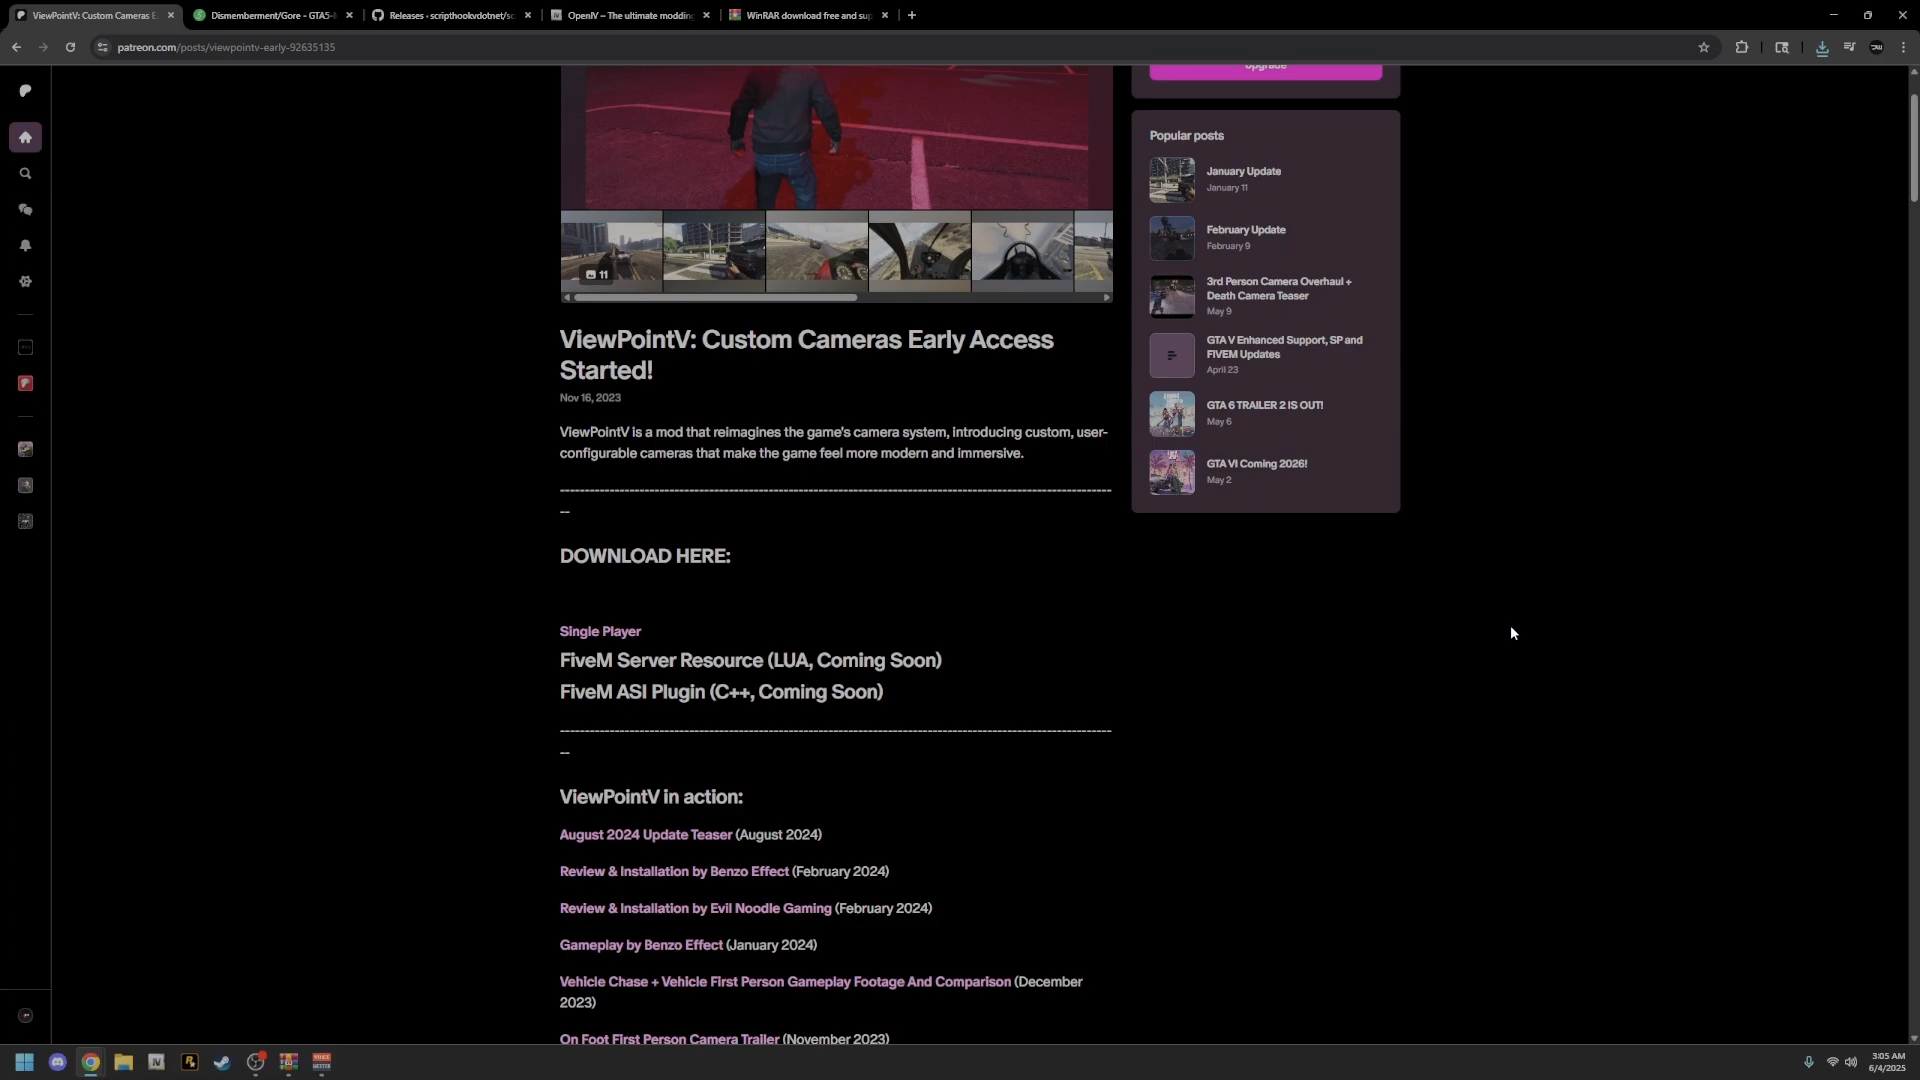 ViewPointV: Custom Cameras E
Dismemberment/Gore - GTA5-
Releases · scripthookvdotnet/sc
OpenIV – The ultimate modding
WinRAR download free and sup
patreon.com/posts/viewpointv-early-92635135
upgrade
Popular posts
January Update
January 11
February Update
February 9
3rd Person Camera Overhaul +
Death Camera Teaser
May 9
GTA V Enhanced Support, SP and
FIVEM Updates
April 23
GTA 6 TRAILER 2 IS OUT!
May 6
GTA VI Coming 2026!
May 2
11
ViewPointV: Custom Cameras Early Access
Started!
Nov 16, 2023
ViewPointV is a mod that reimagines the game's camera system, introducing custom, user-
configurable cameras that make the game feel more modern and immersive.
DOWNLOAD HERE:
Single Player
FiveM Server Resource (LUA, Coming Soon)
FiveM ASI Plugin (C++, Coming Soon)
ViewPointV in action:
August 2024 Update Teaser (August 2024)
Review & Installation by Benzo Effect (February 2024)
Review & Installation by Evil Noodle Gaming (February 2024)
Gameplay by Benzo Effect (January 2024)
Vehicle Chase + Vehicle First Person Gameplay Footage And Comparison (December
2023)
On Foot First Person Camera Trailer (November 2023)
3:05 AM
6/4/2025